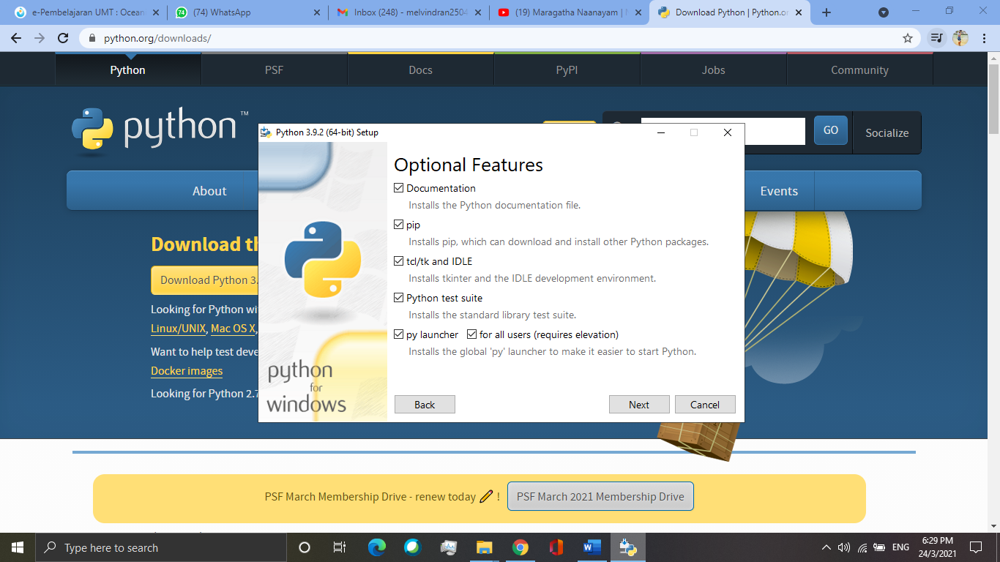 e-Pembelajaran UMT : Ocean
(74) WhatsApp
Inbox (248) - melvindran2504
(19) Maragatha Naanayam |
Download Python | Python.or
python.org/downloads/
Python
PSF
Docs
PyPI
Jobs
Community
python™
GO
Socialize
About
Events
Download th
Download Python 3.
Looking for Python wi
Linux/UNIX, Mac OS X,
Want to help test deve
Docker images
Looking for Python 2.7
Python 3.9.2 (64-bit) Setup
Optional Features
Documentation
Installs the Python documentation file.
pip
Installs pip, which can download and install other Python packages.
tcl/tk and IDLE
Installs tkinter and the IDLE development environment.
Python test suite
Installs the standard library test suite.
py launcher for all users (requires elevation)
Installs the global 'py' launcher to make it easier to start Python.
python
for
windows
Back
Next
Cancel
PSF March Membership Drive - renew today !
PSF March 2021 Membership Drive
Type here to search
74
W
ENG
6:29 PM
24/3/2021